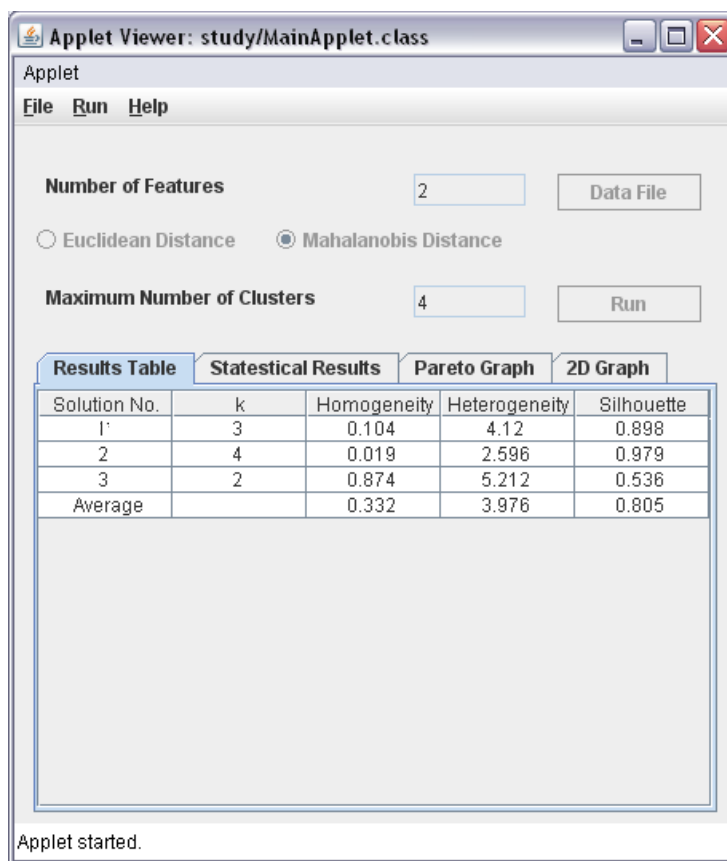 Applet Viewer: study/MainApplet.class
Applet
File Run Help
Number of Features 2 Data File
Euclidean Distance Mahalanobis Distance
Maximum Number of Clusters 4 Run
Results Table Statestical Results Pareto Graph 2D Graph
Solution No. k Homogeneity Heterogeneity Silhouette
1 3 0.104 4.12 0.898
2 4 0.019 2.596 0.979
3 2 0.874 5.212 0.536
Average 0.332 3.976 0.805
Applet started.